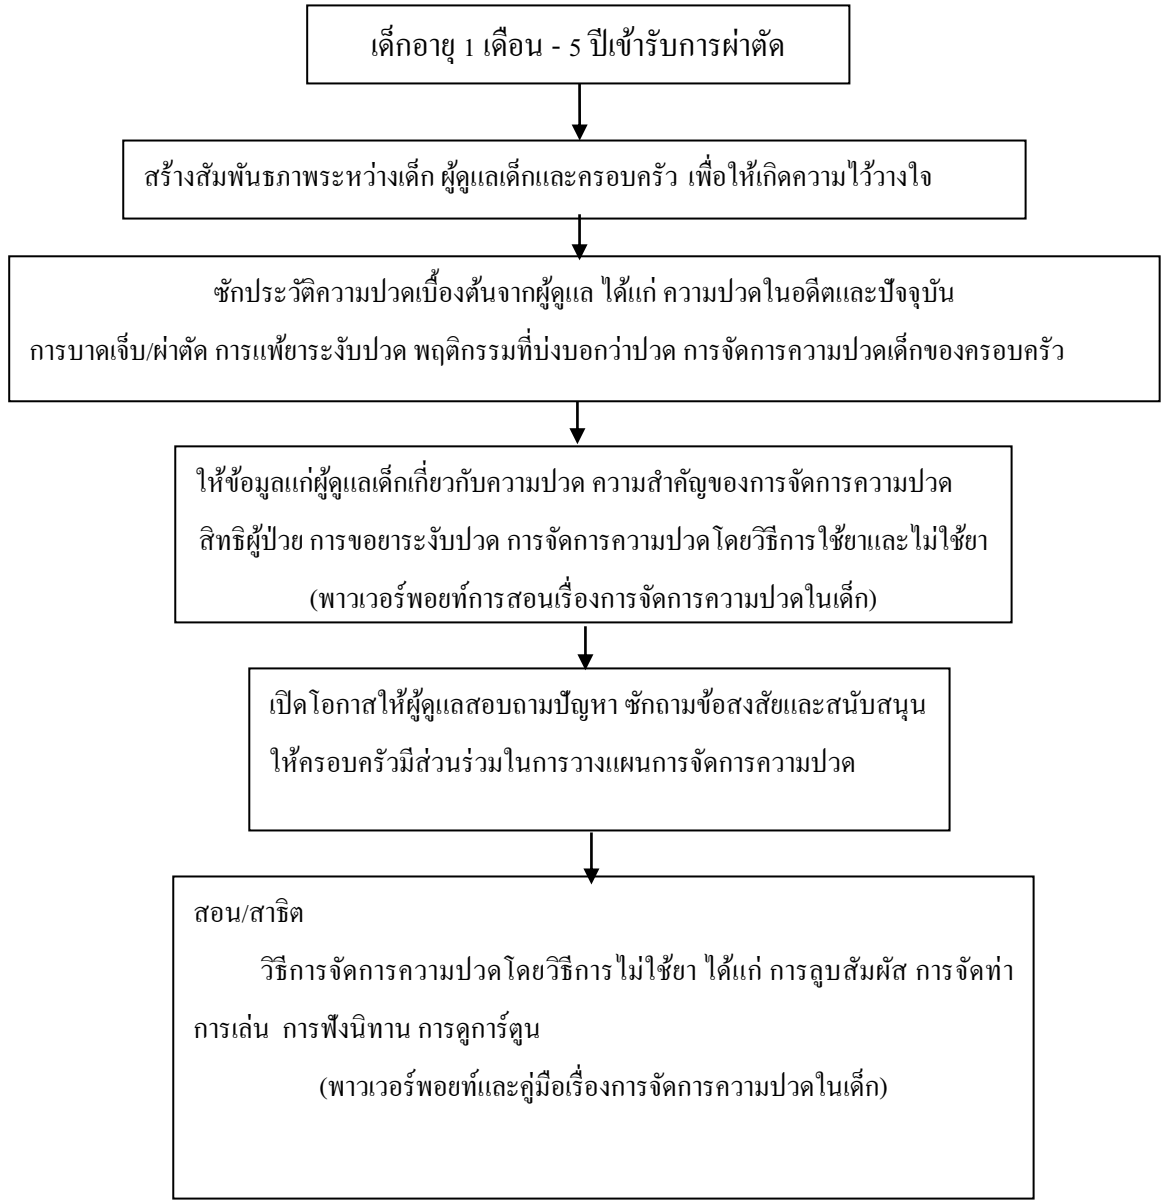 เด็กอายุ 1 เดือน - 5 ปีเข้ารับการผ่าตัด
สร้างสัมพันธภาพระหว่างเด็ก ผู้ดูแลเด็กและครอบครัว เพื่อให้เกิดความไว้วางใจ
ซักประวัติความปวดเบื้องต้นจากผู้ดูแล ได้แก่ ความปวดในอดีตและปัจจุบัน
การบาดเจ็บ/ผ่าตัด การแพ้ยาระงับปวด พฤติกรรมที่บ่งบอกว่าปวด การจัดการความปวดเด็กของครอบครัว
ให้ข้อมูลแก่ผู้ดูแลเด็กเกี่ยวกับความปวด ความสำคัญของการจัดการความปวด
สิทธิผู้ป่วย การขอยาระงับปวด การจัดการความปวดโดยวิธีการใช้ยาและไม่ใช้ยา
(พาวเวอร์พอยท์การสอนเรื่องการจัดการความปวดในเด็ก)
เปิดโอกาสให้ผู้ดูแลสอบถามปัญหา ซักถามข้อสงสัยและสนับสนุน
ให้ครอบครัวมีส่วนร่วมในการวางแผนการจัดการความปวด
สอน/สาธิต
วิธีการจัดการความปวดโดยวิธีการไม่ใช้ยา ได้แก่ การลูบสัมผัส การจัดท่า
การเล่น การฟังนิทาน การดูการ์ตูน
(พาวเวอร์พอยท์และคู่มือเรื่องการจัดการความปวดในเด็ก)